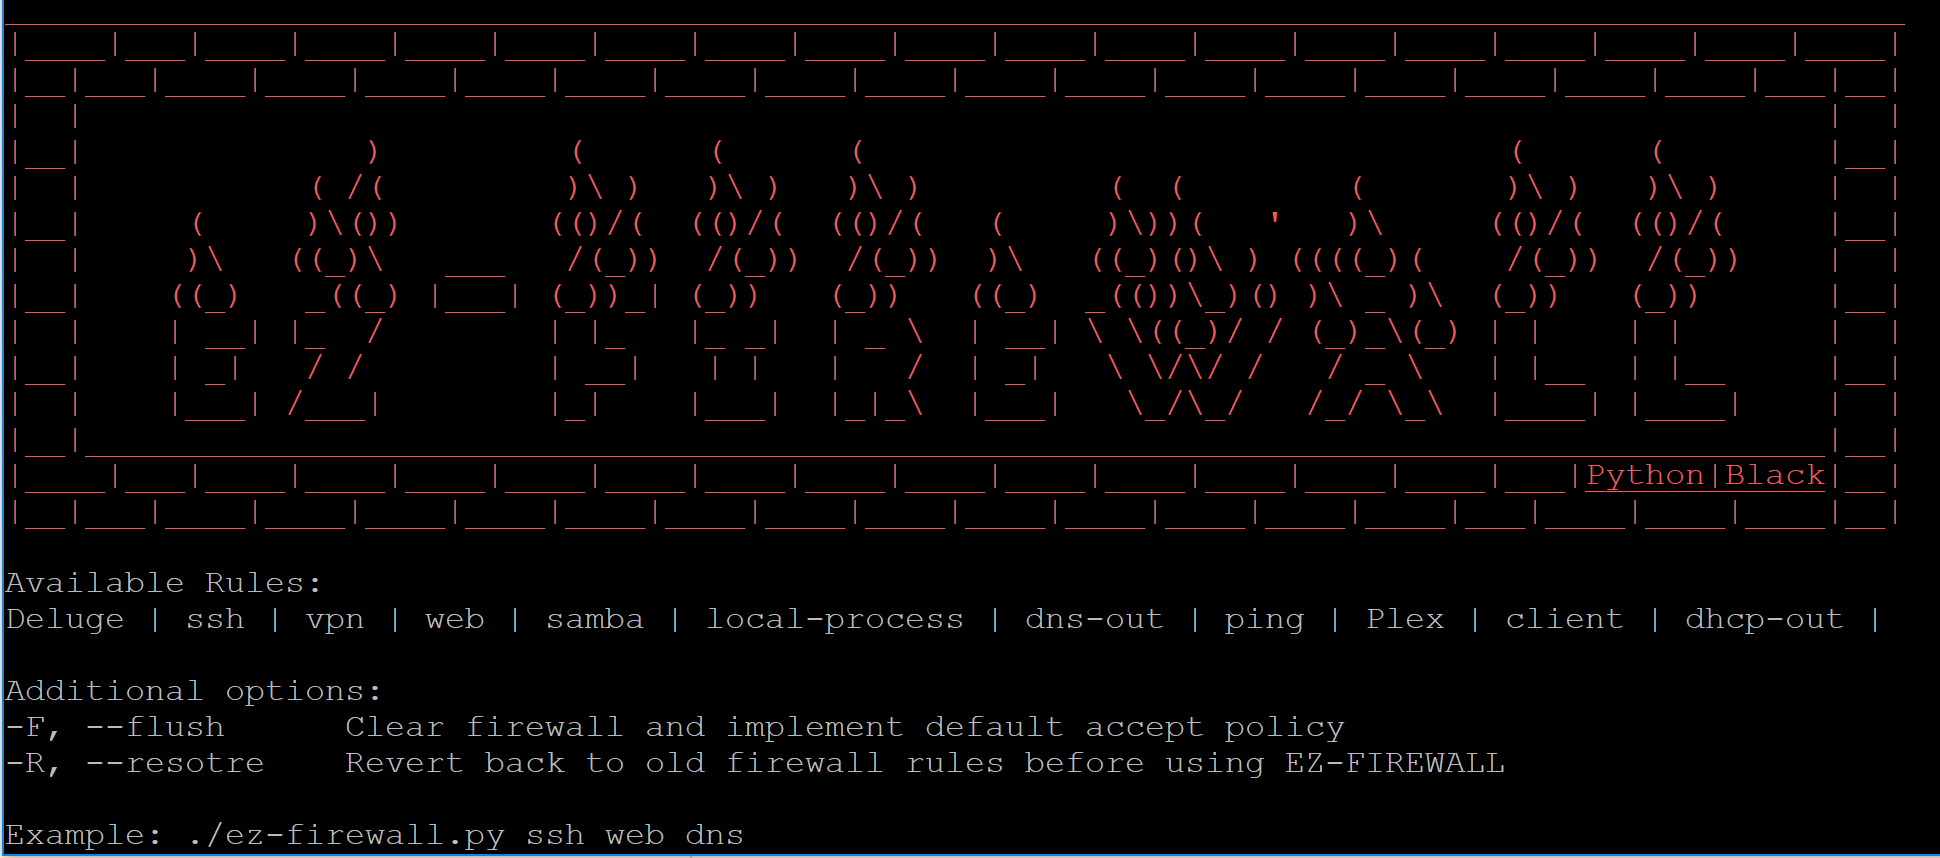 EZ-FIREWALL
Python|Black
Available Rules:
Deluge | ssh | vpn | web | samba | local-process | dns-out | ping | Plex | client | dhcp-out |
Additional options:
-F, --flush      Clear firewall and implement default accept policy
-R, --resotre    Revert back to old firewall rules before using EZ-FIREWALL
Example: ./ez-firewall.py ssh web dns